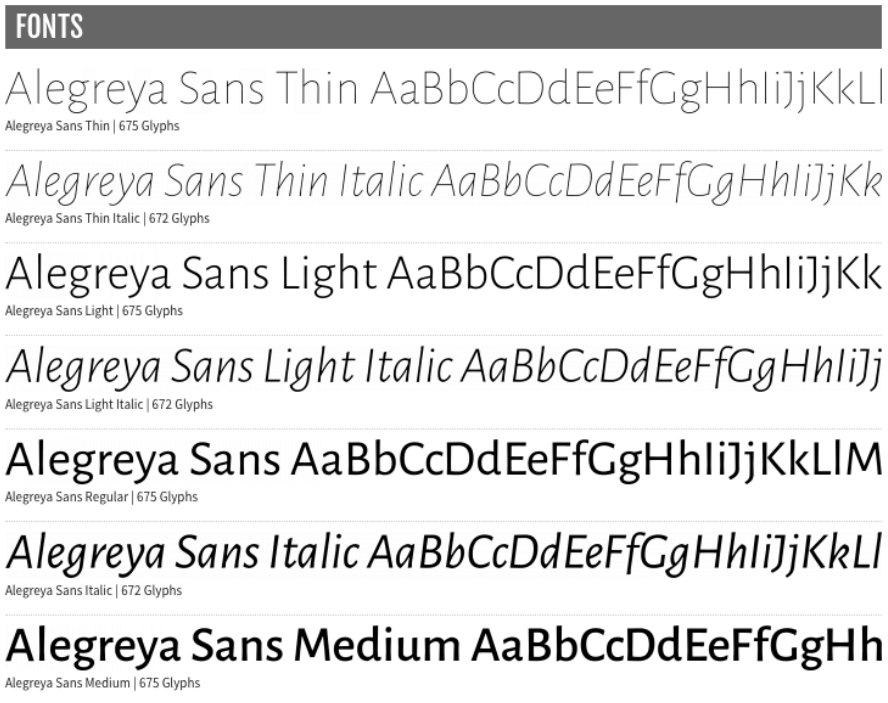 FONTS
Alegreya Sans Thin AaBbCcDdEeFfGgHhIiJjKkLl
Alegreya Sans Thin | 675 Glyphs
Alegreya Sans Thin Italic AaBbCcDdEeFfGgHhIiJjKk
Alegreya Sans Thin Italic | 672 Glyphs
Alegreya Sans Light AaBbCcDdEeFfGgHhIiJjKk
Alegreya Sans Light | 675 Glyphs
Alegreya Sans Light Italic AaBbCcDdEeFfGgHhIiJj
Alegreya Sans Light Italic | 672 Glyphs
Alegreya Sans AaBbCcDdEeFfGgHhIiJjKkLlM
Alegreya Sans Regular | 675 Glyphs
Alegreya Sans Italic AaBbCcDdEeFfGgHhIiJjKkLl
Alegreya Sans Italic | 672 Glyphs
Alegreya Sans Medium AaBbCcDdEeFfGgHh
Alegreya Sans Medium | 675 Glyphs